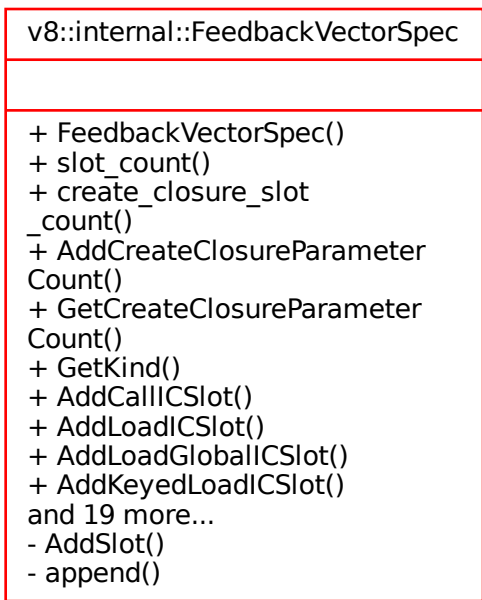 v8::internal::FeedbackVectorSpec
+ FeedbackVectorSpec()
+ slot_count()
+ create_closure_slot
_count()
+ AddCreateClosureParameter
Count()
+ GetCreateClosureParameter
Count()
+ GetKind()
+ AddCallICSlot()
+ AddLoadICSlot()
+ AddLoadGlobalICSlot()
+ AddKeyedLoadICSlot()
and 19 more...
- AddSlot()
- append()